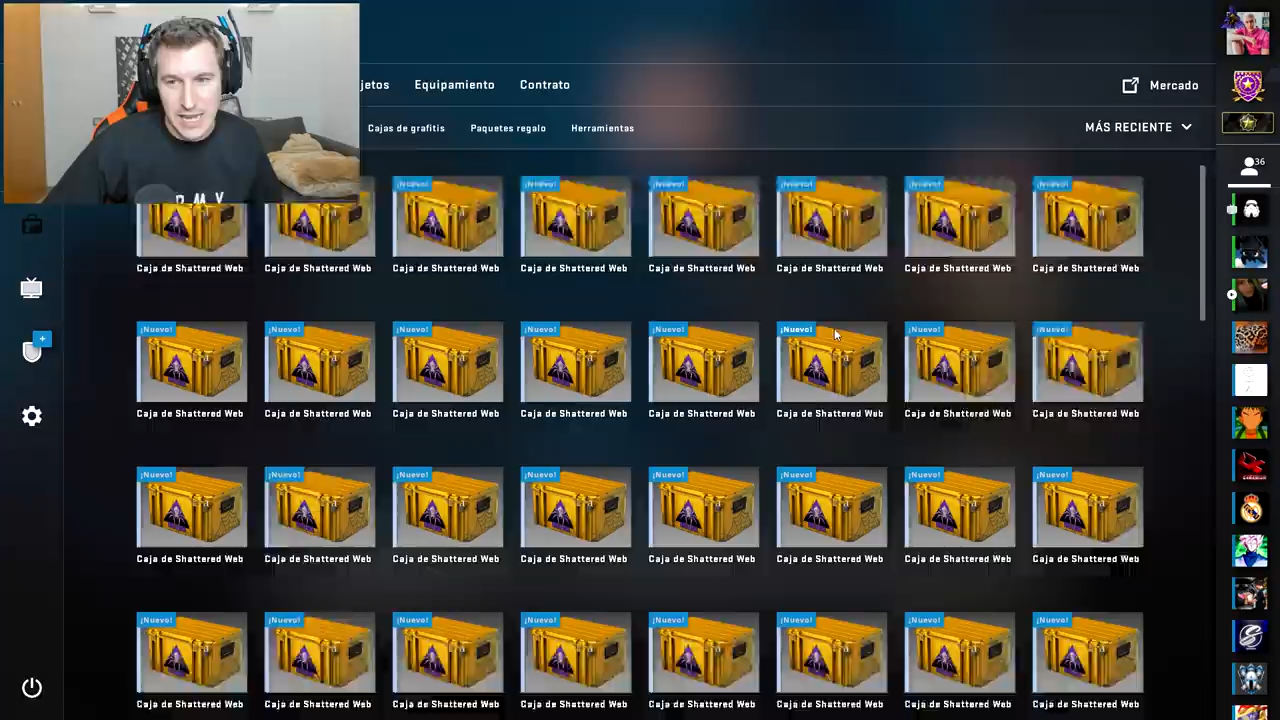 jetos Equipamiento Contrato Mercado
Cajas de grafitis Paquetes regalo Herramientas MÁS RECIENTE
36
¡Nuevo! ¡Nuevo! ¡Nuevo! ¡Nuevo! ¡Nuevo! ¡Nuevo!
Caja de Shattered Web Caja de Shattered Web Caja de Shattered Web Caja de Shattered Web Caja de Shattered Web Caja de Shattered Web Caja de Shattered Web Caja de Shattered Web
¡Nuevo! ¡Nuevo! ¡Nuevo! ¡Nuevo! ¡Nuevo! ¡Nuevo! ¡Nuevo! ¡Nuevo!
Caja de Shattered Web Caja de Shattered Web Caja de Shattered Web Caja de Shattered Web Caja de Shattered Web Caja de Shattered Web Caja de Shattered Web Caja de Shattered Web
¡Nuevo! ¡Nuevo! ¡Nuevo! ¡Nuevo! ¡Nuevo! ¡Nuevo! ¡Nuevo! ¡Nuevo!
Caja de Shattered Web Caja de Shattered Web Caja de Shattered Web Caja de Shattered Web Caja de Shattered Web Caja de Shattered Web Caja de Shattered Web Caja de Shattered Web
¡Nuevo! ¡Nuevo! ¡Nuevo! ¡Nuevo! ¡Nuevo! ¡Nuevo! ¡Nuevo! ¡Nuevo!
Caja de Shattered Web Caja de Shattered Web Caja de Shattered Web Caja de Shattered Web Caja de Shattered Web Caja de Shattered Web Caja de Shattered Web Caja de Shattered Web